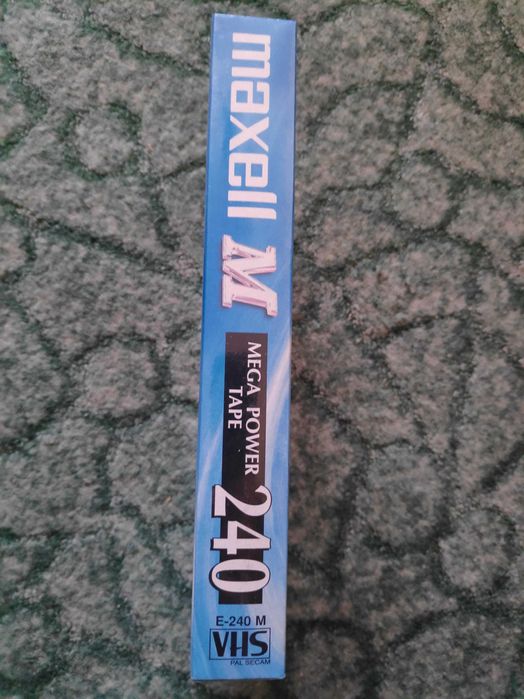 maxell
M
MEGA POWER
TAPE
240
E-240 M
VHS
PAL SECAM